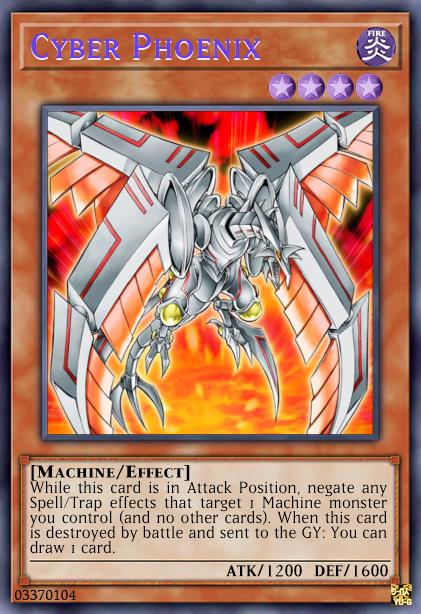 Cyber Phoenix
FIRE
炎
[Machine/Effect]
While this card is in Attack Position, negate any
Spell/Trap effects that target 1 Machine monster
you control (and no other cards). When this card
is destroyed by battle and sent to the GY: You can
draw 1 card.
ATK/1200 DEF/1600
03370104